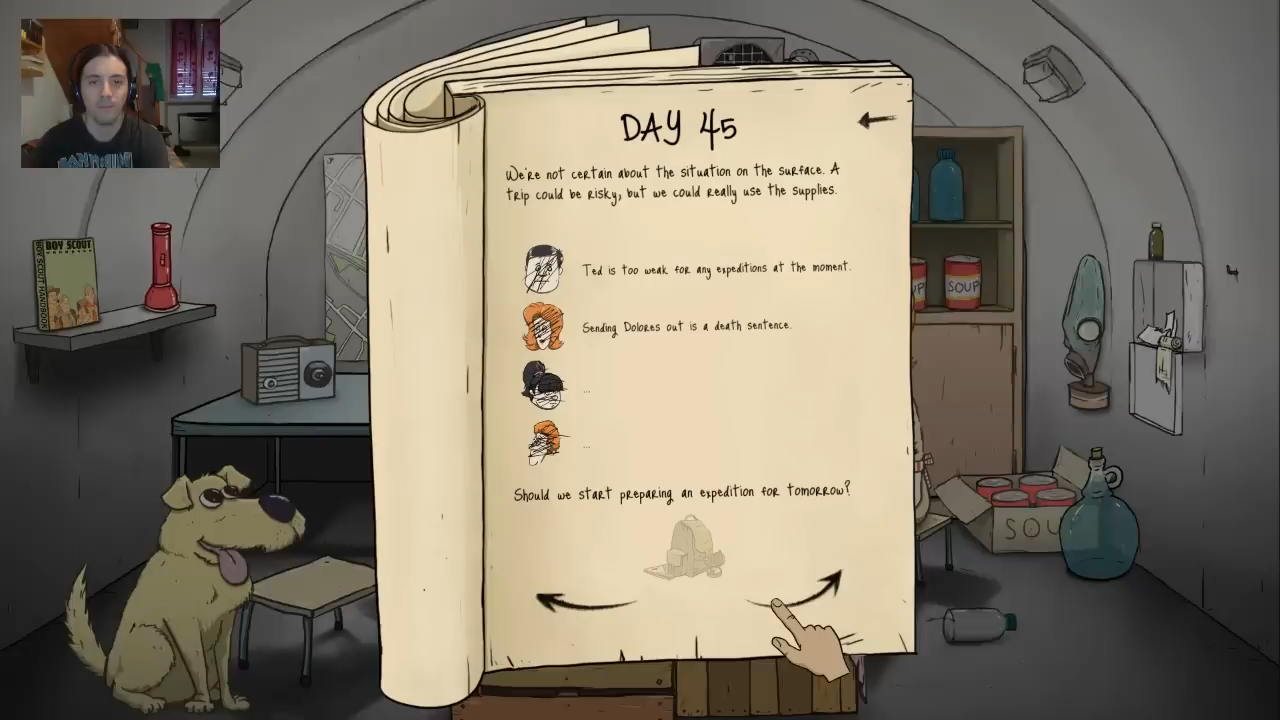 DAY 45
We're not certain about the situation on the surface. A
trip could be risky, but we could really use the supplies.
Ted is too weak for any expeditions at the moment.
Sending Dolores out is a death sentence.
...
...
Should we start preparing an expedition for tomorrow?
BOY SCOUT
BOY SCOUT HANDBOOK
SOUP
SOU